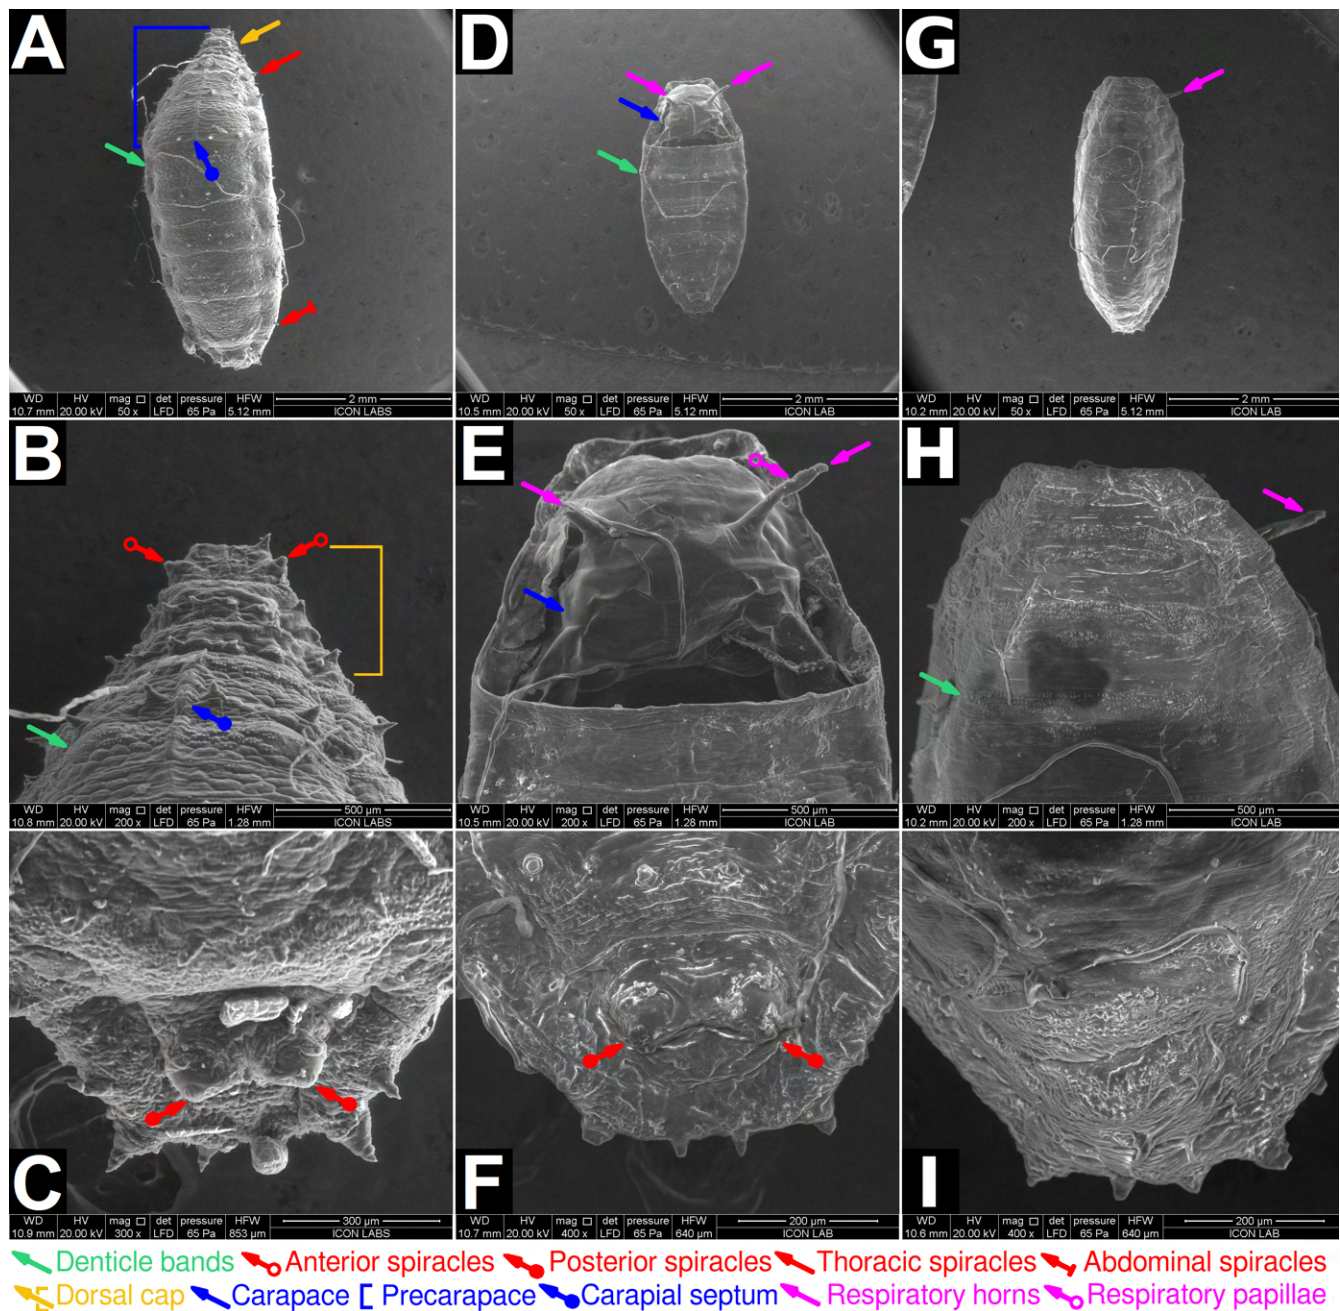 A
D
G
WD HV mag □ det pressure HFW 2 mm
10.7 mm 20.00 kV 50 x LFD 65 Pa 5.12 mm ICON LABS
WD HV mag □ det pressure HFW 2 mm
10.5 mm 20.00 kV 50 x LFD 65 Pa 5.12 mm ICON LAB
WD HV mag □ det pressure HFW 2 mm
10.2 mm 20.00 kV 50 x LFD 65 Pa 5.12 mm ICON LAB
B
E
H
WD HV mag □ det pressure HFW 500 µm
10.8 mm 20.00 kV 200 x LFD 65 Pa 1.28 mm ICON LABS
WD HV mag □ det pressure HFW 500 µm
10.5 mm 20.00 kV 200 x LFD 65 Pa 1.28 mm ICON LAB
WD HV mag □ det pressure HFW 500 µm
10.2 mm 20.00 kV 200 x LFD 65 Pa 1.28 mm ICON LAB
C
F
I
WD HV mag □ det pressure HFW 300 µm
10.9 mm 20.00 kV 300 x LFD 65 Pa 853 µm ICON LABS
WD HV mag □ det pressure HFW 200 µm
10.7 mm 20.00 kV 400 x LFD 65 Pa 640 µm ICON LAB
WD HV mag □ det pressure HFW 200 µm
10.6 mm 20.00 kV 400 x LFD 65 Pa 640 µm ICON LAB
Denticle bands Anterior spiracles Posterior spiracles Thoracic spiracles Abdominal spiracles
Dorsal cap Carapace Precarapace Carapial septum Respiratory horns Respiratory papillae